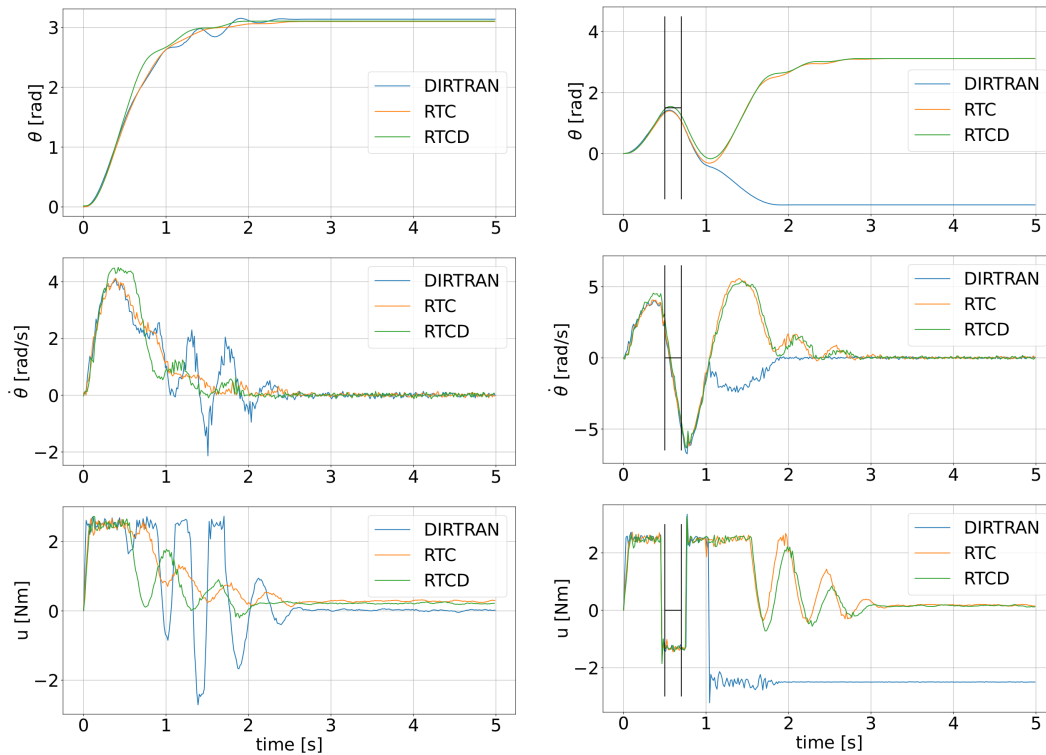 θ [rad]
3
2
1
0
0 1 2 3 4 5
DIRTRAN
RTC
RTCD
θ [rad]
4
2
0
0 1 2 3 4 5
DIRTRAN
RTC
RTCD
θ̇ [rad/s]
4
2
0
−2
0 1 2 3 4 5
DIRTRAN
RTC
RTCD
θ̇ [rad/s]
5
0
−5
0 1 2 3 4 5
DIRTRAN
RTC
RTCD
u [Nm]
2
0
−2
0 1 2 3 4 5
time [s]
DIRTRAN
RTC
RTCD
u [Nm]
2
0
−2
0 1 2 3 4 5
time [s]
DIRTRAN
RTC
RTCD